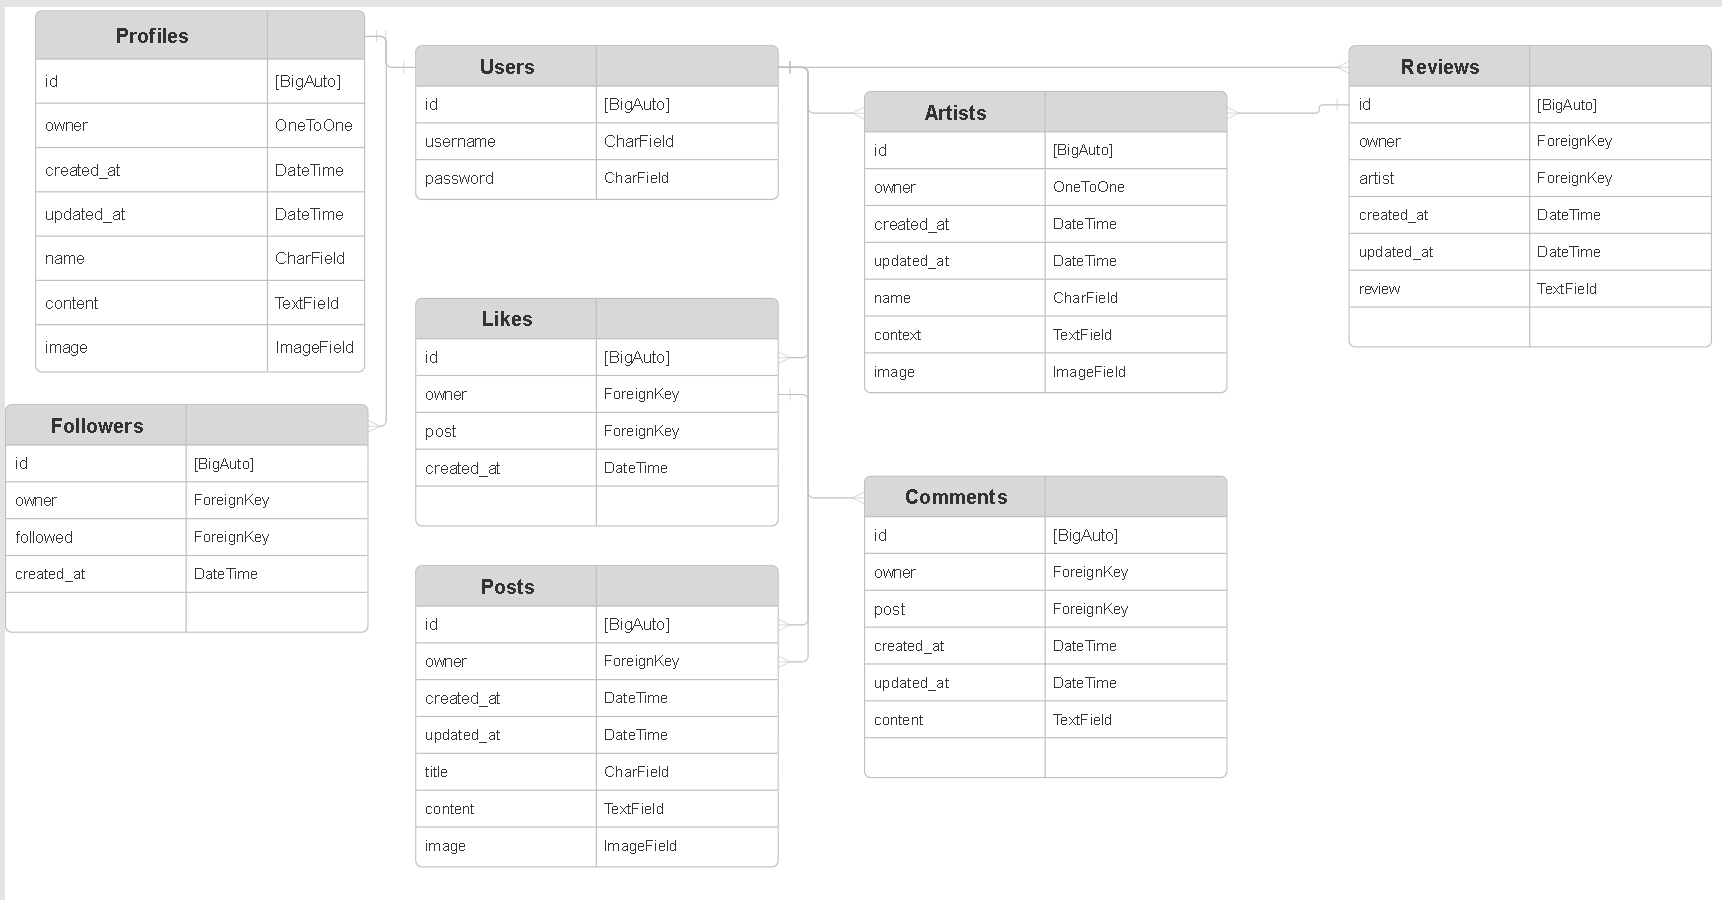 Profiles
id [BigAuto]
owner OneToOne
created_at DateTime
updated_at DateTime
name CharField
content TextField
image ImageField
Followers
id [BigAuto]
owner ForeignKey
followed ForeignKey
created_at DateTime
Users
id [BigAuto]
username CharField
password CharField
Likes
id [BigAuto]
owner ForeignKey
post ForeignKey
created_at DateTime
Posts
id [BigAuto]
owner ForeignKey
created_at DateTime
updated_at DateTime
title CharField
content TextField
image ImageField
Artists
id [BigAuto]
owner OneToOne
created_at DateTime
updated_at DateTime
name CharField
context TextField
image ImageField
Comments
id [BigAuto]
owner ForeignKey
post ForeignKey
created_at DateTime
updated_at DateTime
content TextField
Reviews
id [BigAuto]
owner ForeignKey
artist ForeignKey
created_at DateTime
updated_at DateTime
review TextField